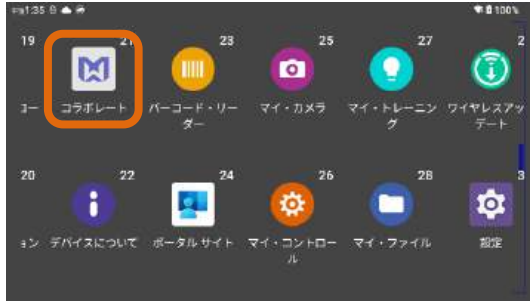 1:35
100%
19 21 23 25 27 2
コー コラボレート バーコード・リー マイ・カメラ マイ・トレーニン ワイヤレスアッ
ダー グ デート
20 22 24 26 28 3
ョン デバイスについて ポータル サイト マイ・コントロー マイ・ファイル 設定
ル